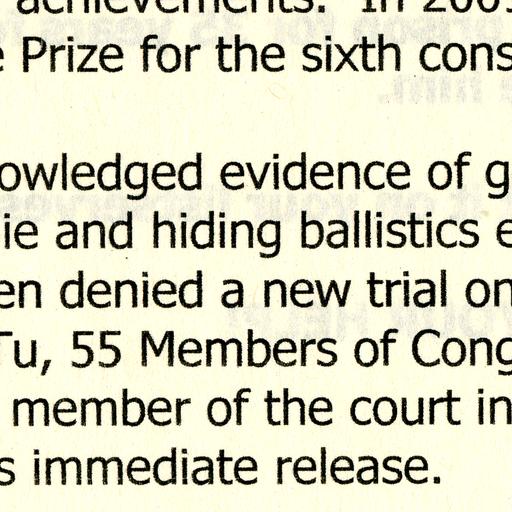 achievements. In 200
Prize for the sixth cons
owledged evidence of g
ie and hiding ballistics e
en denied a new trial on
Tu, 55 Members of Cong
member of the court in
s immediate release.